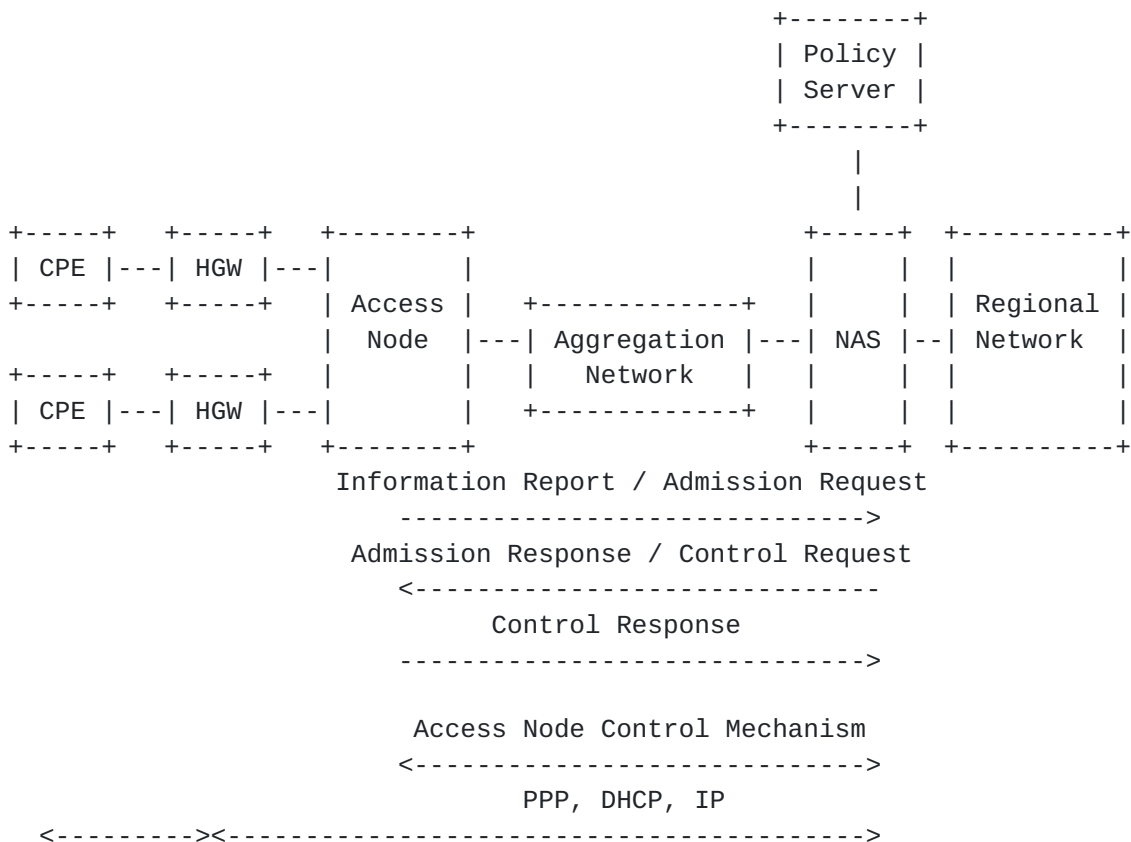 Policy
Server
CPE HGW
Access Regional
Node Aggregation NAS Network
Network
CPE HGW
Information Report / Admission Request
Admission Response / Control Request
Control Response
Access Node Control Mechanism
PPP, DHCP, IP